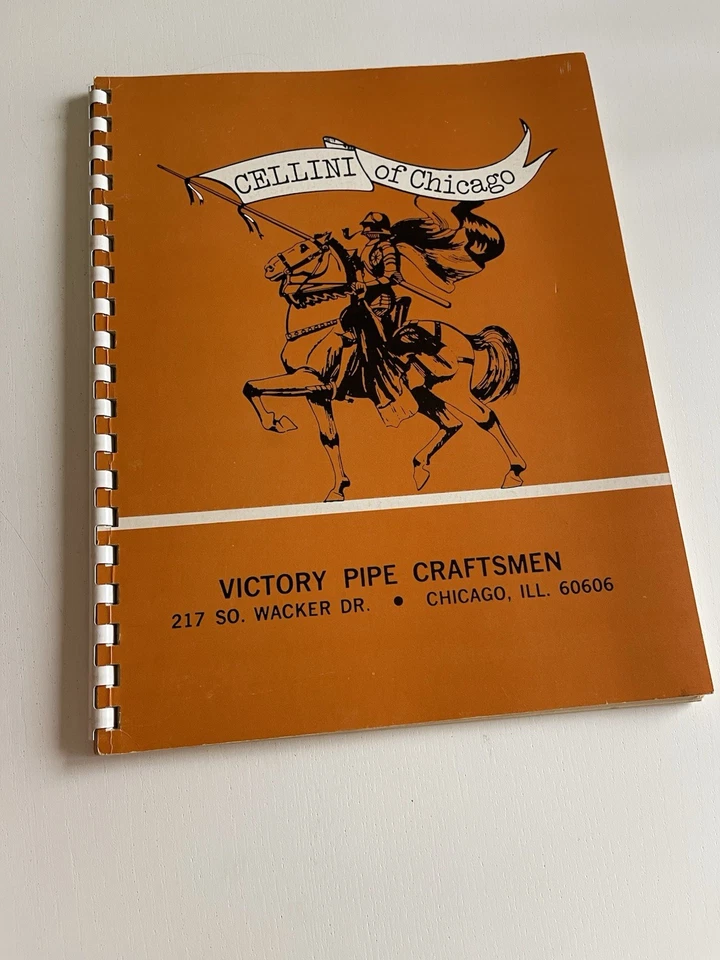 CELLINI of Chicago
VICTORY PIPE CRAFTSMEN
217 SO. WACKER DR. • CHICAGO, ILL. 60606